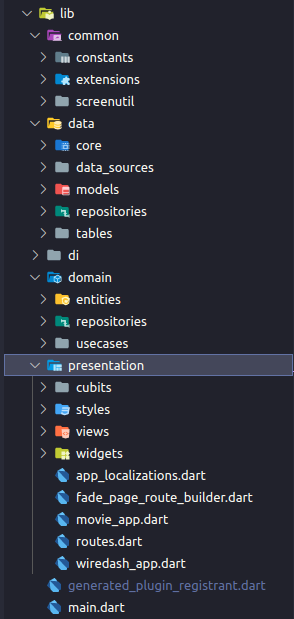 lib
common
constants
extensions
screenutil
data
core
data_sources
models
repositories
tables
di
domain
entities
repositories
usecases
presentation
cubits
styles
views
widgets
app_localizations.dart
fade_page_route_builder.dart
movie_app.dart
routes.dart
wiredash_app.dart
generated_plugin_registrant.dart
main.dart